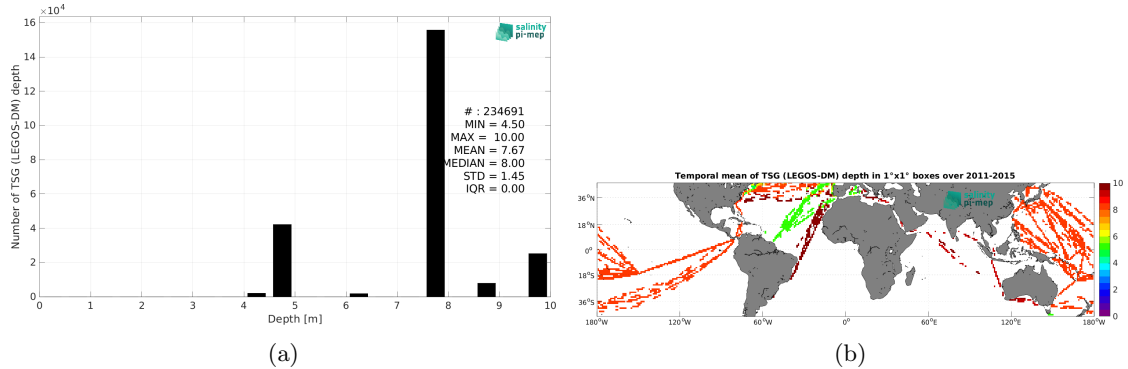 ×10^4
16
14
12
10
8
6
4
2
0
Number of TSG (LEGOS-DM) depth
salinity
pi-mep
# : 234691
MIN = 4.50
MAX = 10.00
MEAN = 7.67
MEDIAN = 8.00
STD = 1.45
IQR = 0.00
0 1 2 3 4 5 6 7 8 9 10
Depth [m]
(a)
Temporal mean of TSG (LEGOS-DM) depth in 1°x1° boxes over 2011-2015
salinity
pi-mep
36°N
18°N
0°
18°S
36°S
180°W 120°W 60°W 0° 60°E 120°E 180°E
10
8
6
4
2
0
(b)